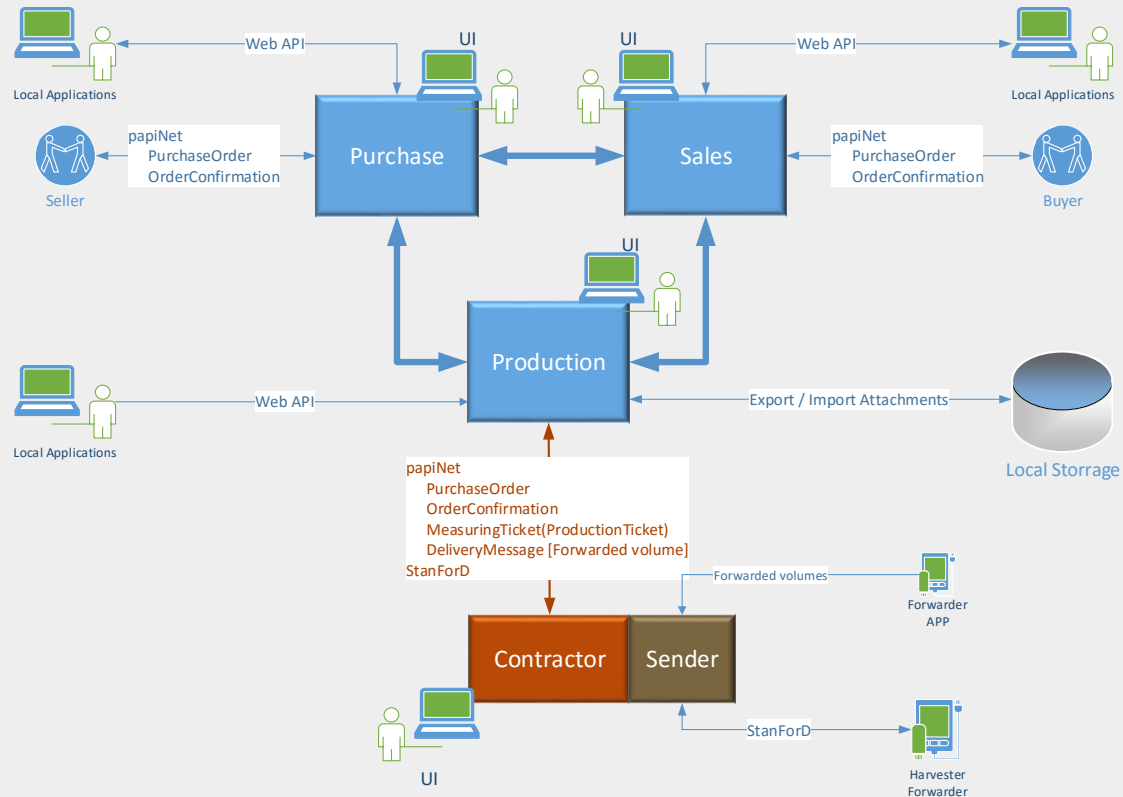 UI
UI
Web API
Web API
Local Applications
Local Applications
papiNet
PurchaseOrder
OrderConfirmation
Purchase
Sales
papiNet
PurchaseOrder
OrderConfirmation
Seller
Buyer
UI
Production
Web API
Export / Import Attachments
Local Applications
Local Storrage
papiNet
PurchaseOrder
OrderConfirmation
MeasuringTicket(ProductionTicket)
DeliveryMessage [Forwarded volume]
StanForD
Forwarded volumes
Forwarder
APP
Contractor
Sender
StanForD
UI
Harvester
Forwarder